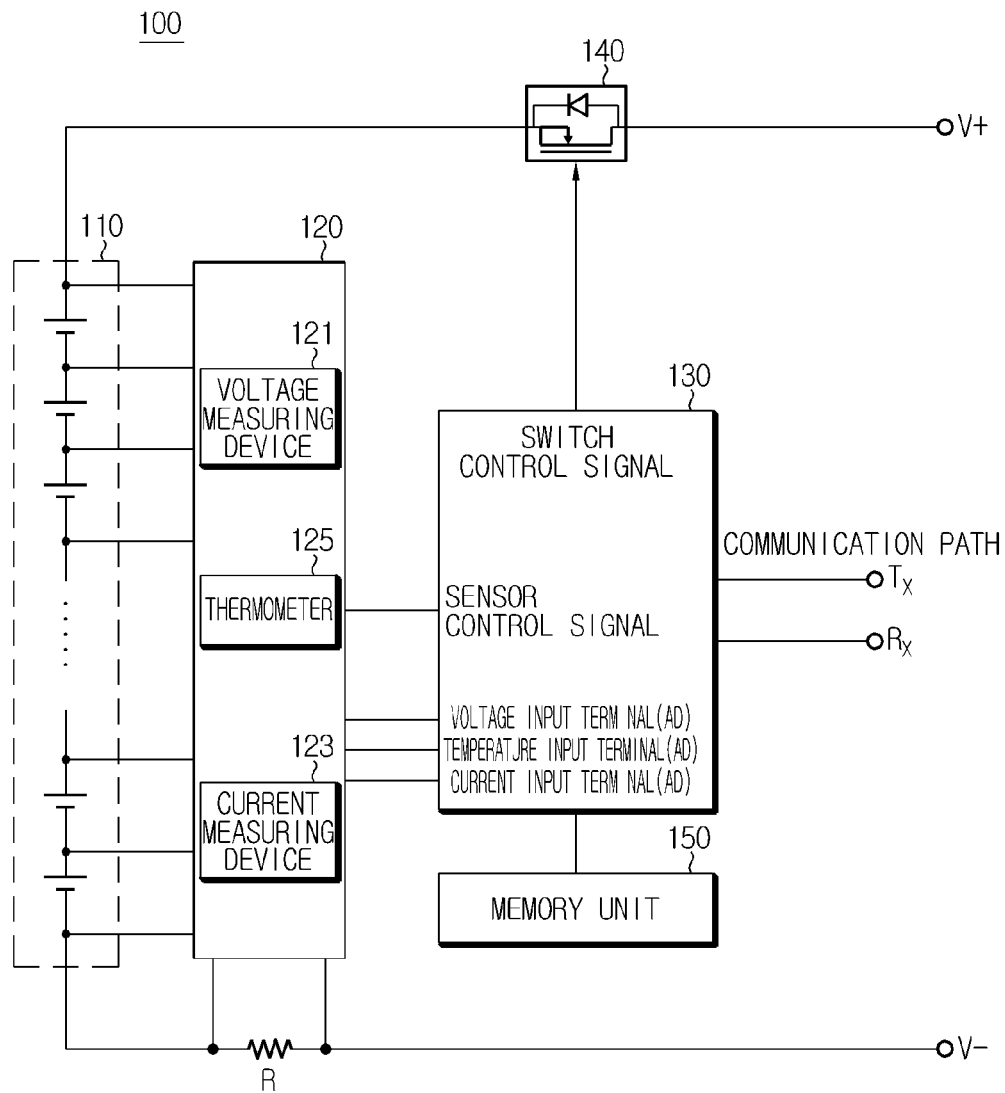 100
140
V+
110
120
121
VOLTAGE
MEASURING
DEVICE
130
SWITCH
CONTROL SIGNAL
125
THERMOMETER
SENSOR
CONTROL SIGNAL
COMMUNICATION PATH
TX
RX
VOLTAGE INPUT TERM NAL(AD)
TEMPERATJRE INPUT TERMINAL(AD)
CURRENT INPUT TERM NAL(AD)
123
CURRENT
MEASURING
DEVICE
150
MEMORY UNIT
R
V-